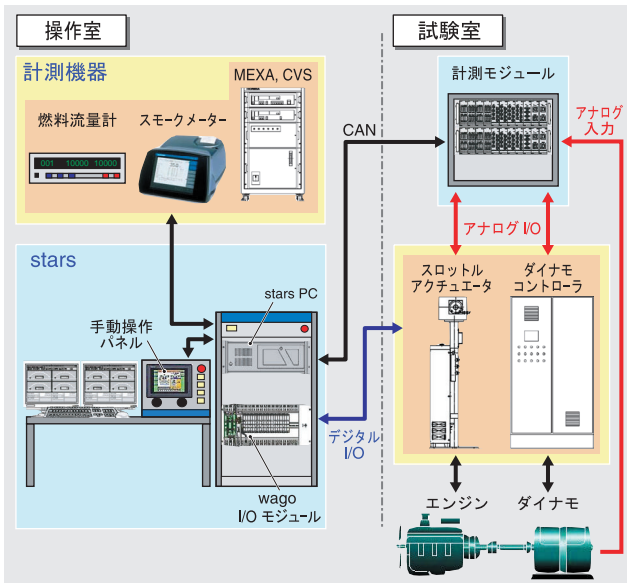 操作室
試験室
計測機器
MEXA, CVS
燃料流量計
スモークメーター
001 10000 10000
計測モジュール
アナログ
入力
CAN
アナログ I/O
stars
stars PC
手動操作
パネル
スロットル
アクチュエータ
ダイナモ
コントローラ
デジタル
I/O
wago
I/O モジュール
エンジン
ダイナモ